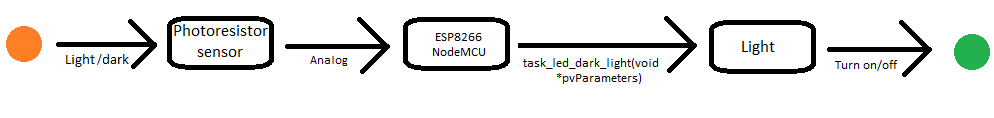 Light/dark
Photoresistor
sensor
Analog
ESP8266
NodeMCU
task_led_dark_light(void
*pvParameters)
Light
Turn on/off